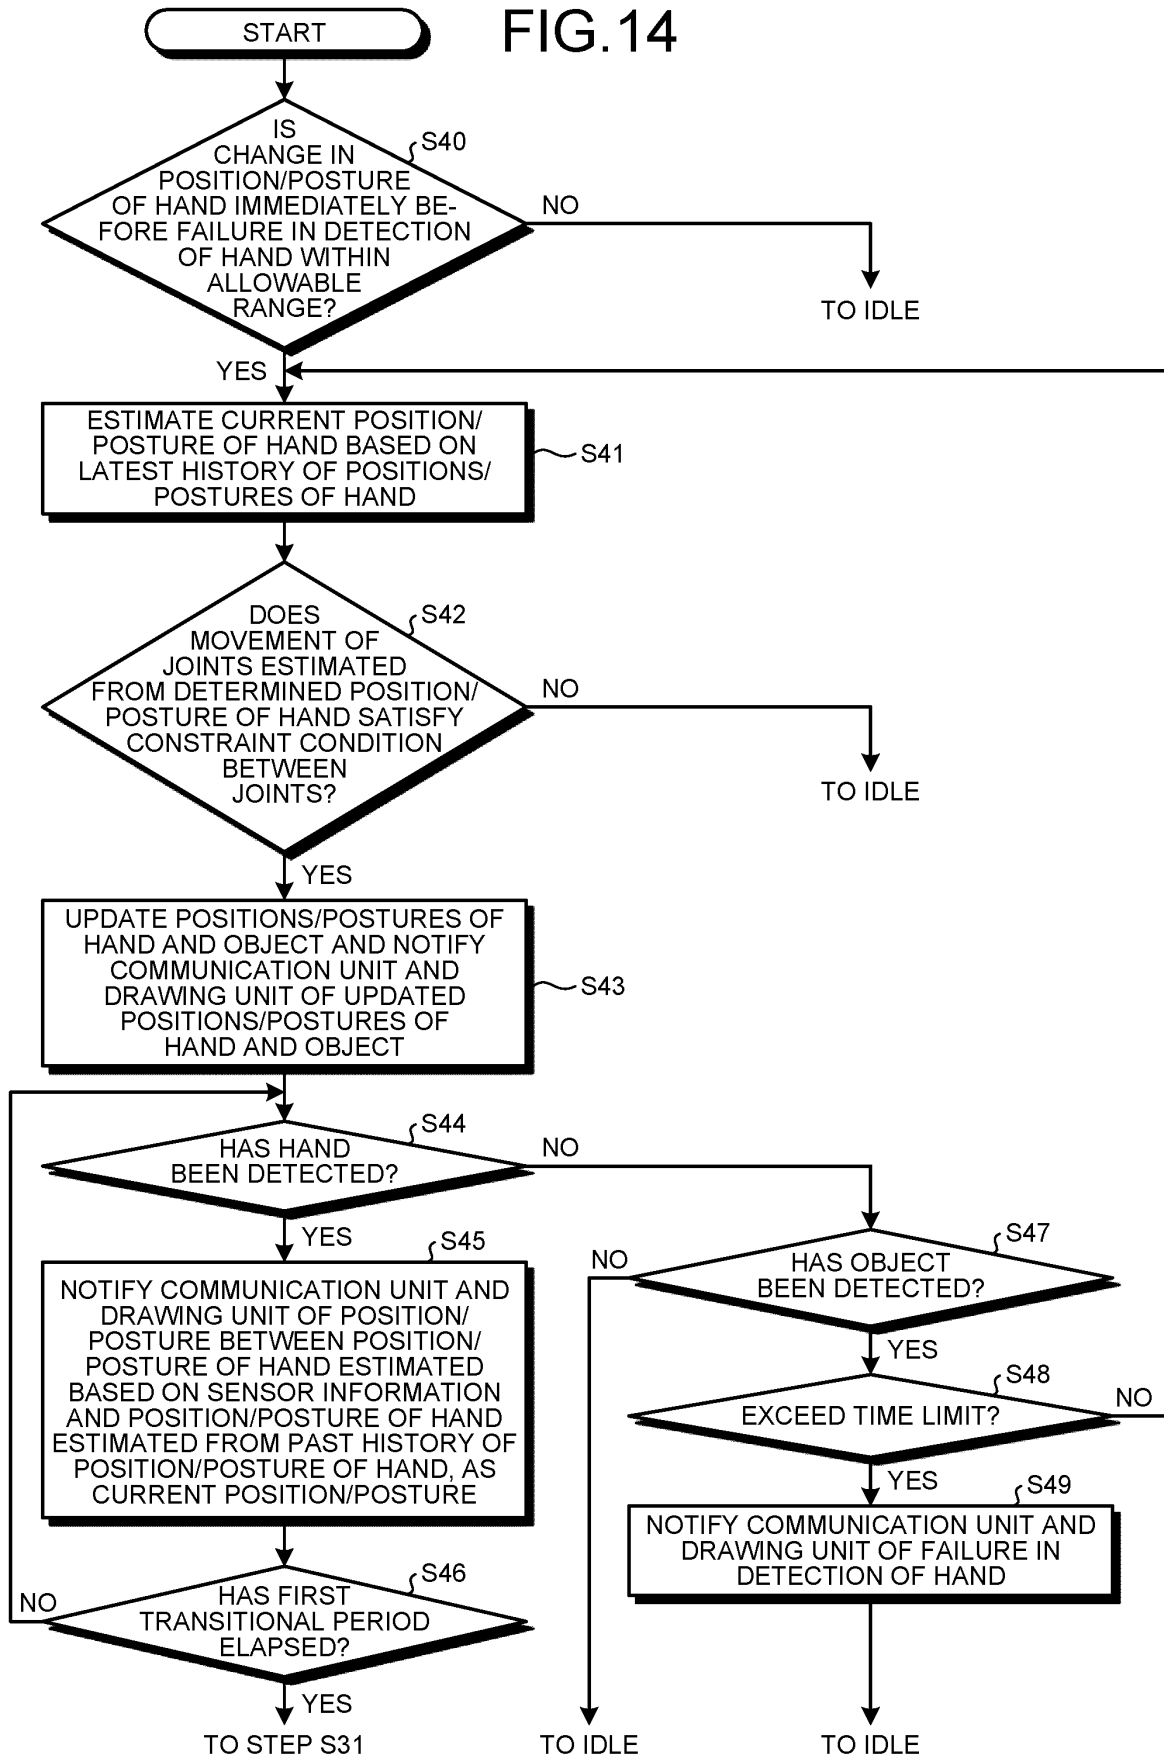 FIG.14
START
IS
CHANGE IN
POSITION/POSTURE
OF HAND IMMEDIATELY BE-
FORE FAILURE IN DETECTION
OF HAND WITHIN
ALLOWABLE
RANGE?
S40
NO
TO IDLE
YES
ESTIMATE CURRENT POSITION/
POSTURE OF HAND BASED ON
LATEST HISTORY OF POSITIONS/
POSTURES OF HAND
S41
DOES
MOVEMENT OF
JOINTS ESTIMATED
FROM DETERMINED POSITION/
POSTURE OF HAND SATISFY
CONSTRAINT CONDITION
BETWEEN
JOINTS?
S42
NO
TO IDLE
YES
UPDATE POSITIONS/POSTURES OF
HAND AND OBJECT AND NOTIFY
COMMUNICATION UNIT AND
DRAWING UNIT OF UPDATED
POSITIONS/POSTURES OF
HAND AND OBJECT
S43
HAS HAND
BEEN DETECTED?
S44
NO
YES
S45
NOTIFY COMMUNICATION UNIT AND
DRAWING UNIT OF POSITION/
POSTURE BETWEEN POSITION/
POSTURE OF HAND ESTIMATED
BASED ON SENSOR INFORMATION
AND POSITION/POSTURE OF HAND
ESTIMATED FROM PAST HISTORY OF
POSITION/POSTURE OF HAND, AS
CURRENT POSITION/POSTURE
HAS FIRST
TRANSITIONAL PERIOD
ELAPSED?
S46
NO
YES
TO STEP S31
HAS OBJECT
BEEN DETECTED?
S47
NO
YES
EXCEED TIME LIMIT?
S48
NO
YES
S49
NOTIFY COMMUNICATION UNIT AND
DRAWING UNIT OF FAILURE IN
DETECTION OF HAND
TO IDLE
TO IDLE